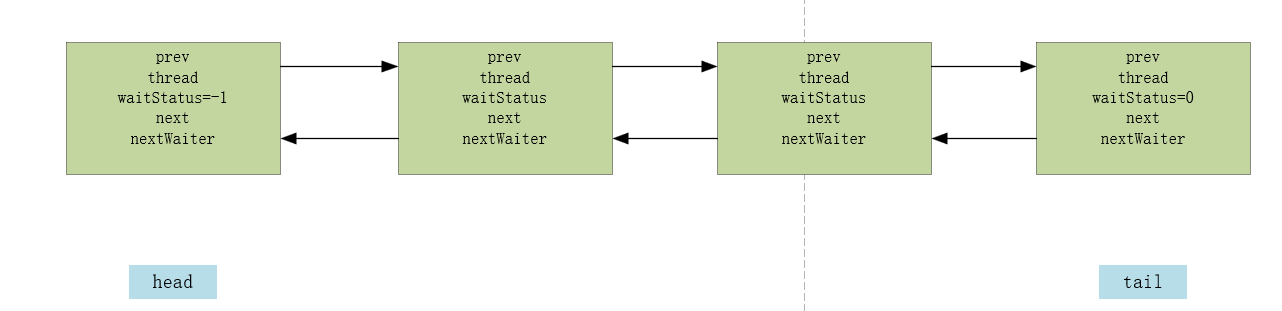 prev
thread
waitStatus=-1
next
nextWaiter
prev
thread
waitStatus
next
nextWaiter
prev
thread
waitStatus
next
nextWaiter
prev
thread
waitStatus=0
next
nextWaiter
head
tail